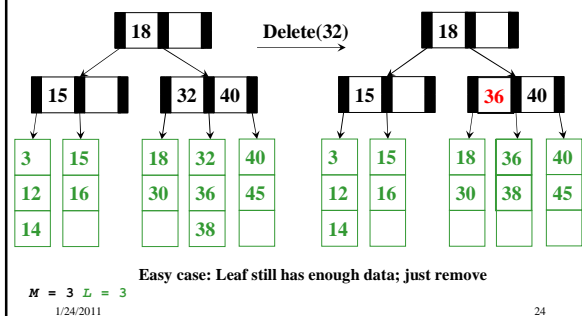 18 Delete(32) 18
15 32 40 15 36 40
3 15 18 32 40 3 15 18 36 40
12 16 30 36 45 12 16 30 38 45
14 38 14
Easy case: Leaf still has enough data; just remove
M = 3 L = 3
1/24/2011 24